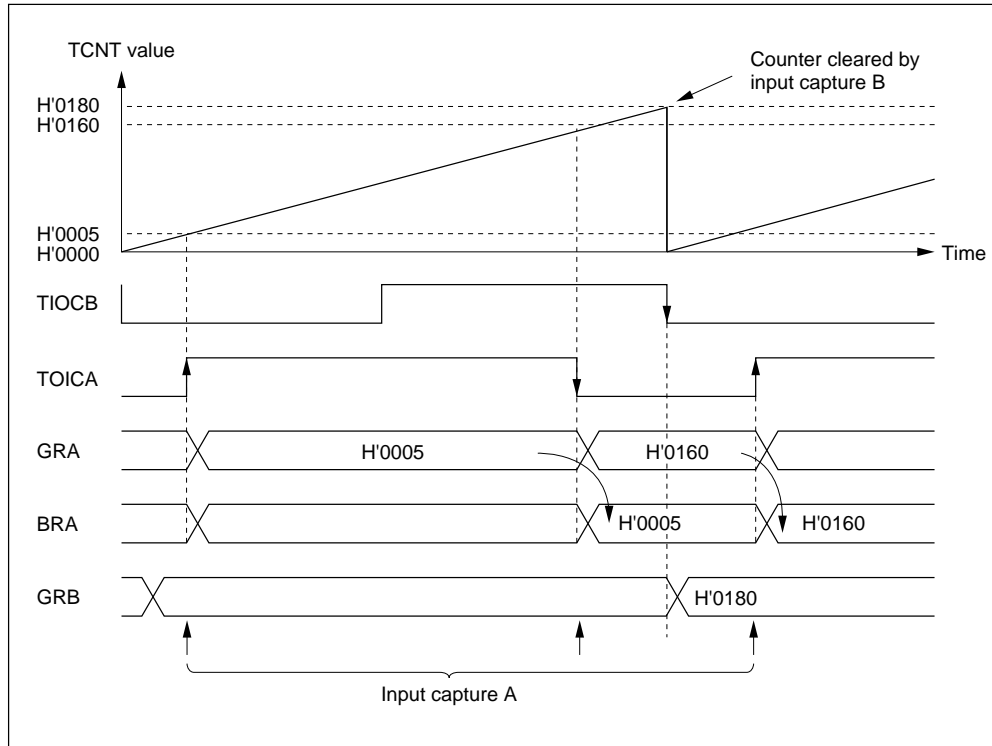 TCNT value
Counter cleared by
input capture B
H'0180
H'0160
H'0005
H'0000
Time
TIOCB
TOICA
GRA
H'0005
H'0160
BRA
H'0005
H'0160
GRB
H'0180
Input capture A